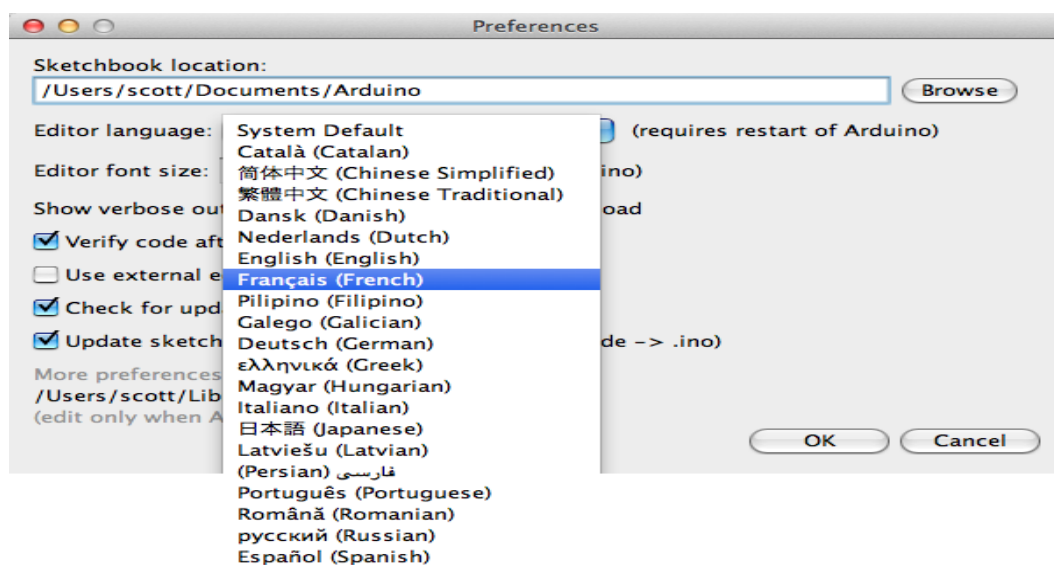 Preferences
Sketchbook location:
/Users/scott/Documents/Arduino
Browse
Editor language:
(requires restart of Arduino)
System Default
Català (Catalan)
Editor font size:
ino)
简体中文 (Chinese Simplified)
繁體中文 (Chinese Traditional)
Show verbose ou
oad
Dansk (Danish)
Nederlands (Dutch)
Verify code aft
English (English)
Use external e
Français (French)
Pilipino (Filipino)
Check for upd
Galego (Galician)
Update sketch
Deutsch (German)
de -> .ino)
ελληνικά (Greek)
More preferences
Magyar (Hungarian)
/Users/scott/Lib
Italiano (Italian)
(edit only when A
日本語 (Japanese)
OK
Cancel
Latviešu (Latvian)
فارسى (Persian)
Português (Portuguese)
Română (Romanian)
русский (Russian)
Español (Spanish)